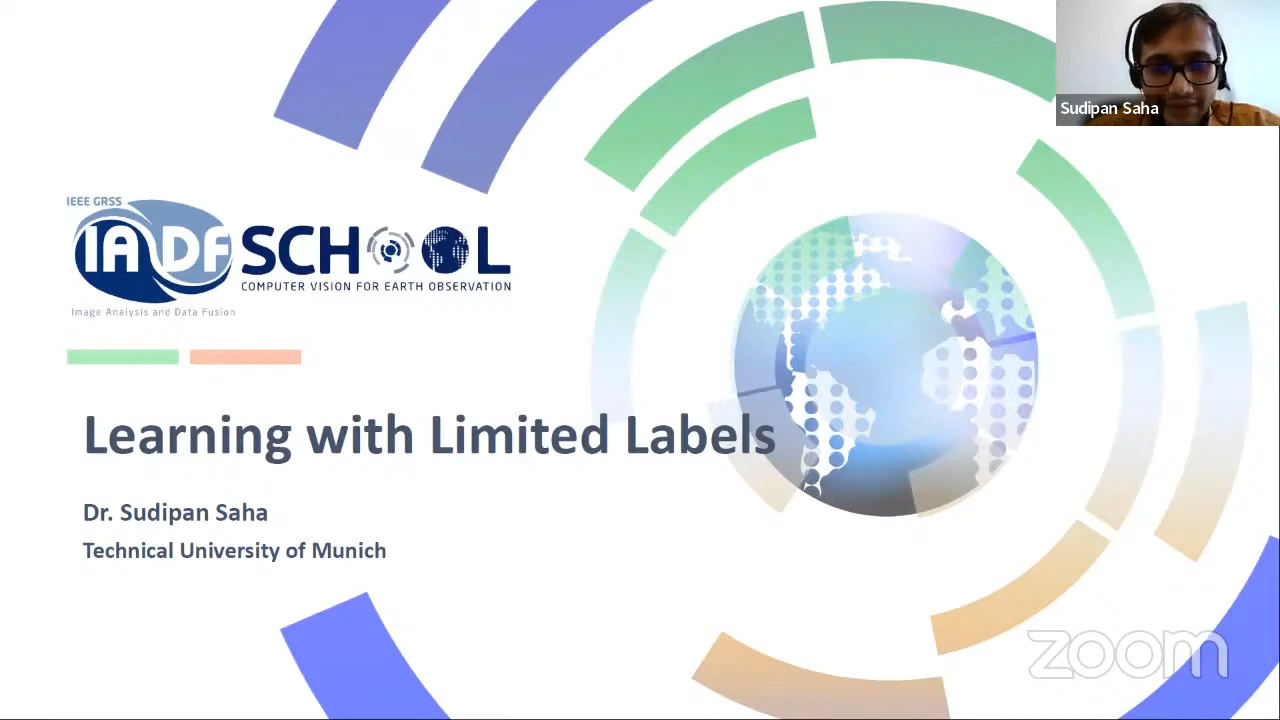 Sudipan Saha
IEEE GRSS
IADF SCHOOL
COMPUTER VISION FOR EARTH OBSERVATION
Image Analysis and Data Fusion
Learning with Limited Labels
Dr. Sudipan Saha
Technical University of Munich
zoom